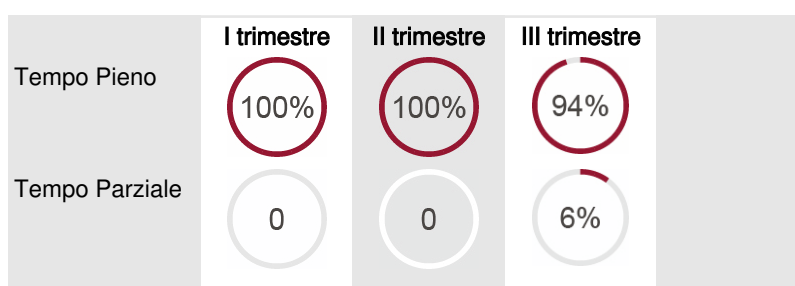 I trimestre II trimestre III trimestre
Tempo Pieno 100% 100% 94%
Tempo Parziale 0 0 6%